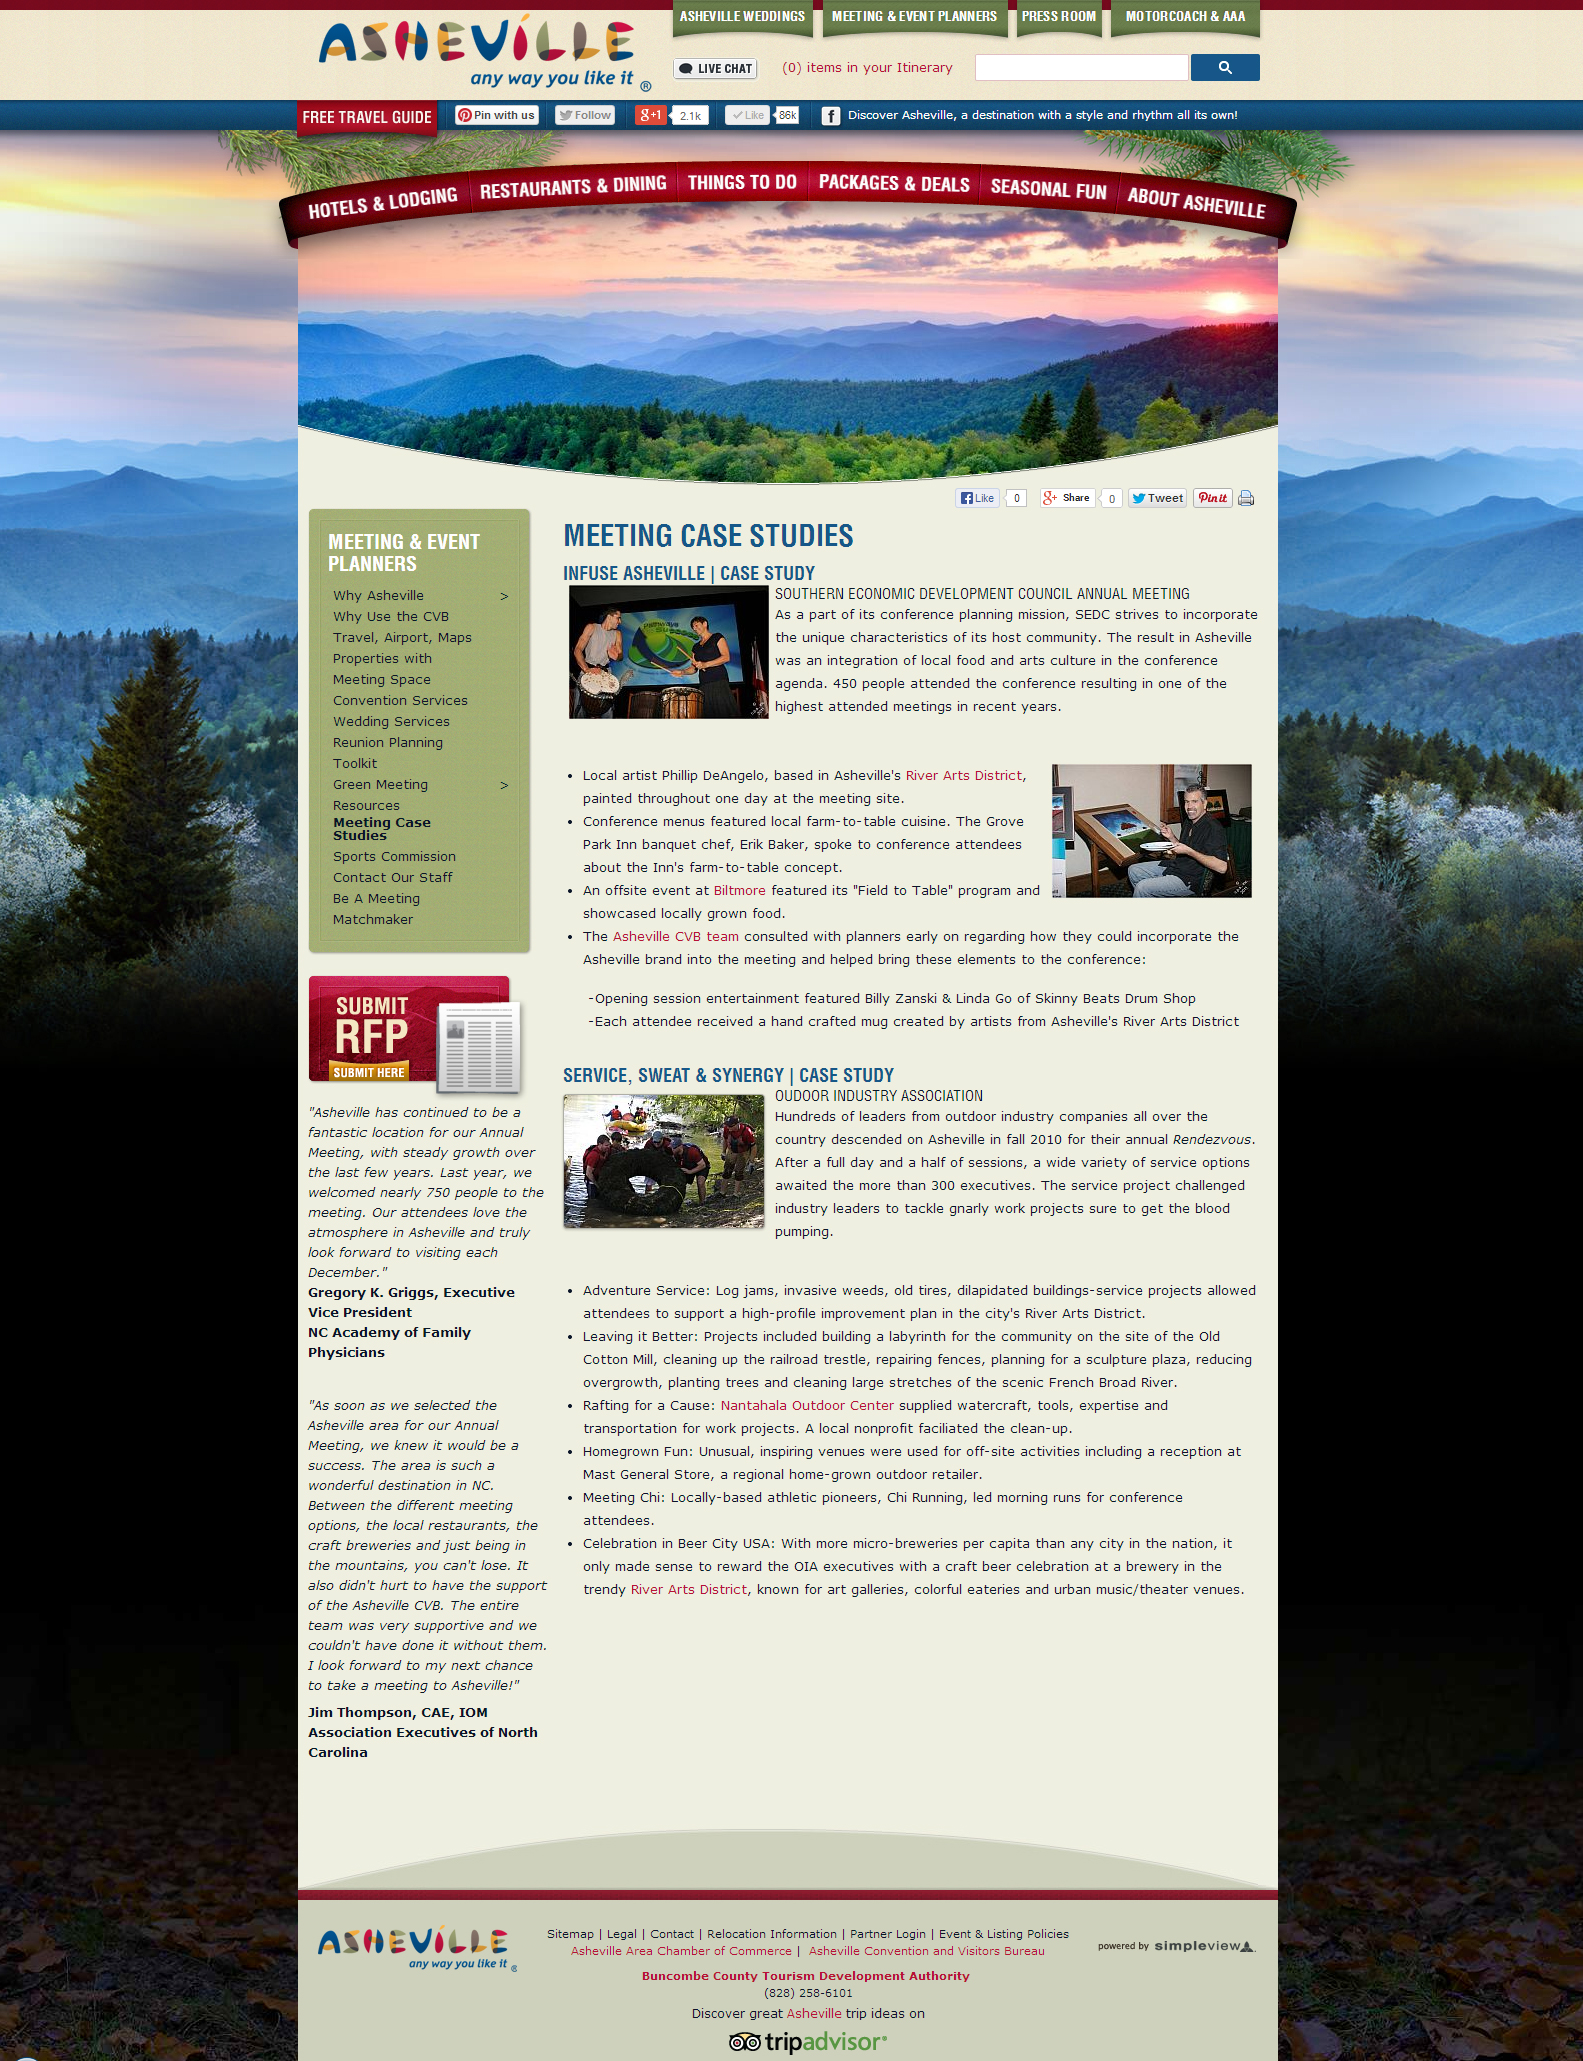 ASHEVILLE
any way you like it ®
ASHEVILLE WEDDINGS
MEETING & EVENT PLANNERS
PRESS ROOM
MOTORCOACH & AAA
LIVE CHAT
(0) items in your Itinerary
FREE TRAVEL GUIDE
Pin with us
Follow
g+1 2.1k
Like 86k
Discover Asheville, a destination with a style and rhythm all its own!
HOTELS & LODGING
RESTAURANTS & DINING
THINGS TO DO
PACKAGES & DEALS
SEASONAL FUN
ABOUT ASHEVILLE
Like 0
g+ Share 0
Tweet
Pin it
MEETING & EVENT
PLANNERS
Why Asheville >
Why Use the CVB
Travel, Airport, Maps
Properties with
Meeting Space
Convention Services
Wedding Services
Reunion Planning
Toolkit
Green Meeting >
Resources
Meeting Case
Studies
Sports Commission
Contact Our Staff
Be A Meeting
Matchmaker
SUBMIT
RFP
SUBMIT HERE
"Asheville has continued to be a
fantastic location for our Annual
Meeting, with steady growth over
the last few years. Last year, we
welcomed nearly 750 people to the
meeting. Our attendees love the
atmosphere in Asheville and truly
look forward to visiting each
December."
Gregory K. Griggs, Executive
Vice President
NC Academy of Family
Physicians
"As soon as we selected the
Asheville area for our Annual
Meeting, we knew it would be a
success. The area is such a
wonderful destination in NC.
Between the different meeting
options, the local restaurants, the
craft breweries and just being in
the mountains, you can't lose. It
also didn't hurt to have the support
of the Asheville CVB. The entire
team was very supportive and we
couldn't have done it without them.
I look forward to my next chance
to take a meeting to Asheville!"
Jim Thompson, CAE, IOM
Association Executives of North
Carolina
MEETING CASE STUDIES
INFUSE ASHEVILLE | CASE STUDY
Pathways
SOUTHERN ECONOMIC DEVELOPMENT COUNCIL ANNUAL MEETING
As a part of its conference planning mission, SEDC strives to incorporate
the unique characteristics of its host community. The result in Asheville
was an integration of local food and arts culture in the conference
agenda. 450 people attended the conference resulting in one of the
highest attended meetings in recent years.
• Local artist Phillip DeAngelo, based in Asheville's River Arts District,
painted throughout one day at the meeting site.
• Conference menus featured local farm-to-table cuisine. The Grove
Park Inn banquet chef, Erik Baker, spoke to conference attendees
about the Inn's farm-to-table concept.
• An offsite event at Biltmore featured its "Field to Table" program and
showcased locally grown food.
• The Asheville CVB team consulted with planners early on regarding how they could incorporate the
Asheville brand into the meeting and helped bring these elements to the conference:
-Opening session entertainment featured Billy Zanski & Linda Go of Skinny Beats Drum Shop
-Each attendee received a hand crafted mug created by artists from Asheville's River Arts District
SERVICE, SWEAT & SYNERGY | CASE STUDY
OUDOOR INDUSTRY ASSOCIATION
Hundreds of leaders from outdoor industry companies all over the
country descended on Asheville in fall 2010 for their annual Rendezvous.
After a full day and a half of sessions, a wide variety of service options
awaited the more than 300 executives. The service project challenged
industry leaders to tackle gnarly work projects sure to get the blood
pumping.
• Adventure Service: Log jams, invasive weeds, old tires, dilapidated buildings-service projects allowed
attendees to support a high-profile improvement plan in the city's River Arts District.
• Leaving it Better: Projects included building a labyrinth for the community on the site of the Old
Cotton Mill, cleaning up the railroad trestle, repairing fences, planning for a sculpture plaza, reducing
overgrowth, planting trees and cleaning large stretches of the scenic French Broad River.
• Rafting for a Cause: Nantahala Outdoor Center supplied watercraft, tools, expertise and
transportation for work projects. A local nonprofit faciliated the clean-up.
• Homegrown Fun: Unusual, inspiring venues were used for off-site activities including a reception at
Mast General Store, a regional home-grown outdoor retailer.
• Meeting Chi: Locally-based athletic pioneers, Chi Running, led morning runs for conference
attendees.
• Celebration in Beer City USA: With more micro-breweries per capita than any city in the nation, it
only made sense to reward the OIA executives with a craft beer celebration at a brewery in the
trendy River Arts District, known for art galleries, colorful eateries and urban music/theater venues.
ASHEVILLE
any way you like it ®
Sitemap | Legal | Contact | Relocation Information | Partner Login | Event & Listing Policies
Asheville Area Chamber of Commerce | Asheville Convention and Visitors Bureau
powered by simpleview
Buncombe County Tourism Development Authority
(828) 258-6101
Discover great Asheville trip ideas on
tripadvisor®